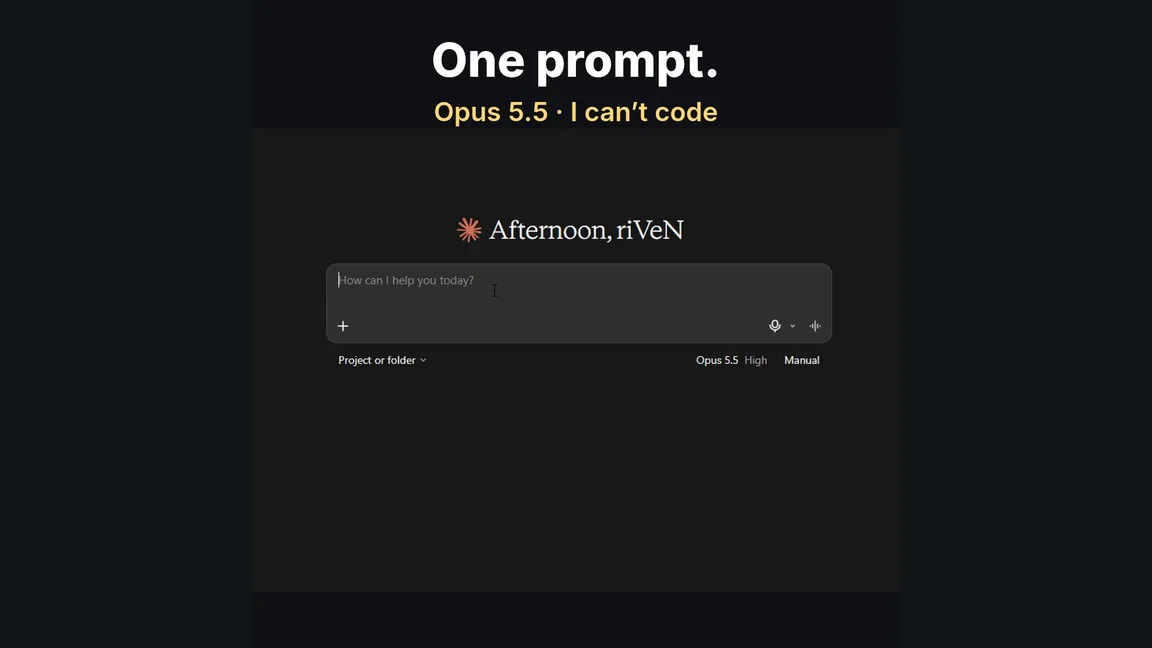 One prompt.
Opus 5.5 · I can’t code
Afternoon, riVeN
How can I help you today?
Project or folder
Opus 5.5 High Manual